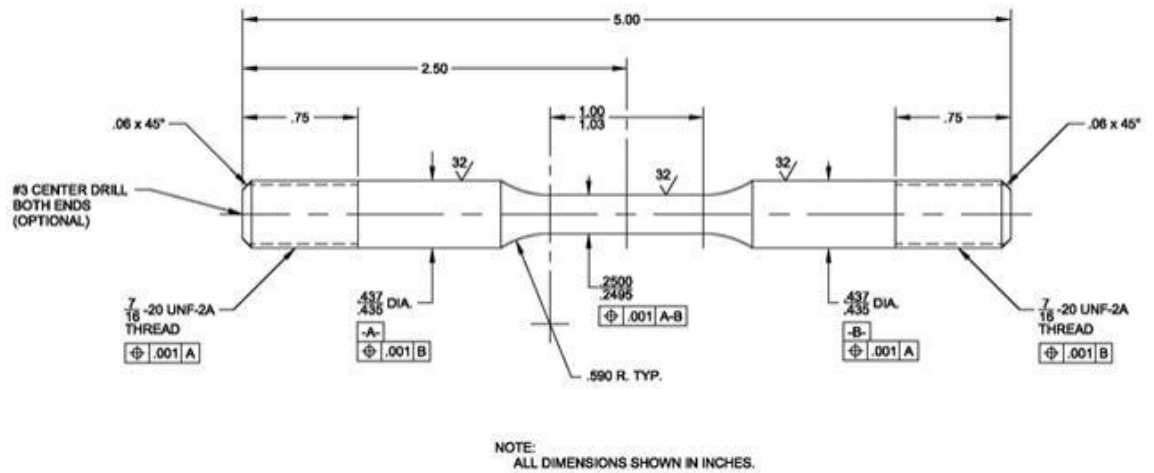 5.00
2.50
.75
1.00
1.03
.75
.06 x 45°
.06 x 45°
32
32
32
#3 CENTER DRILL
BOTH ENDS
(OPTIONAL)
7/16 -20 UNF-2A
THREAD
⌖ .001 A
.437
.435 DIA.
-A-
⌖ .001 B
.2500
.2495
⌖ .001 A-B
.437
.435 DIA.
-B-
⌖ .001 A
7/16 -20 UNF-2A
THREAD
⌖ .001 B
.590 R. TYP.
NOTE:
ALL DIMENSIONS SHOWN IN INCHES.